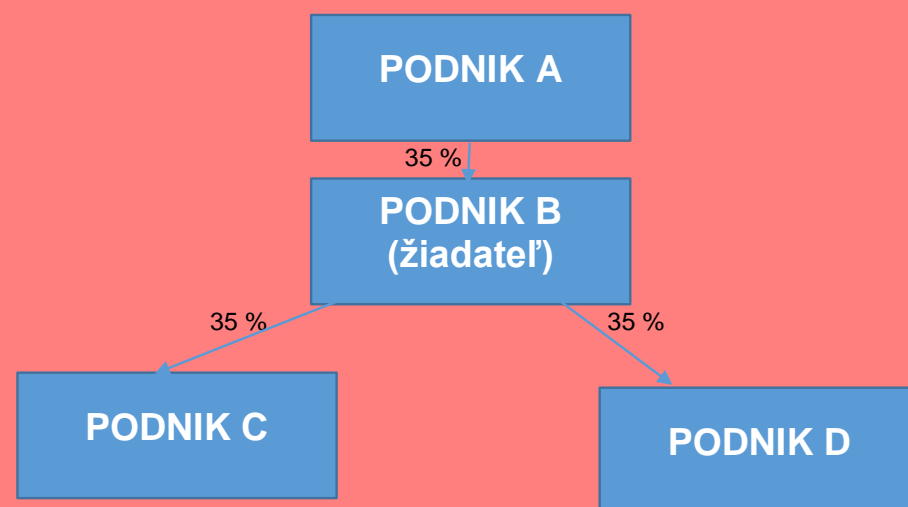 PODNIK A
35 %
PODNIK B
(žiadateľ)
35 %
35 %
PODNIK C
PODNIK D